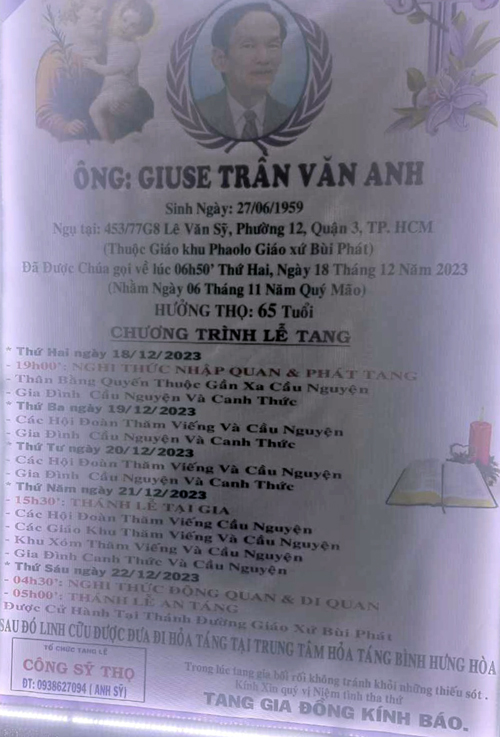 ÔNG: GIUSE TRẦN VĂN ANH
Sinh Ngày: 27/06/1959
Ngụ tại: 453/77G8 Lê Văn Sỹ, Phường 12, Quận 3, TP. HCM
(Thuộc Giáo khu Phaolo Giáo xứ Bùi Phát)
Đã Được Chúa gọi về lúc 06h50' Thứ Hai, Ngày 18 Tháng 12 Năm 2023
(Nhằm Ngày 06 Tháng 11 Năm Quý Mão)
HƯỞNG THỌ: 65 Tuổi
CHƯƠNG TRÌNH LỄ TANG
* Thứ Hai ngày 18/12/2023
- 19h00': NGHI THỨC NHẬP QUAN & PHÁT TANG
- Thân Bằng Quyến Thuộc Gần Xa Cầu Nguyện
- Gia Đình Cầu Nguyện Và Canh Thức
* Thứ Ba ngày 19/12/2023
- Các Hội Đoàn Thăm Viếng Và Cầu Nguyện
- Gia Đình Cầu Nguyện Và Canh Thức
* Thứ Tư ngày 20/12/2023
- Các Hội Đoàn Thăm Viếng Và Cầu Nguyện
- Gia Đình Cầu Nguyện Và Canh Thức
* Thứ Năm ngày 21/12/2023
- 15h30': THÁNH LỄ TẠI GIA
- Các Hội Đoàn Thăm Viếng Cầu Nguyện
- Các Giáo Khu Thăm Viếng Và Cầu Nguyện
- Khu Xóm Thăm Viếng Và Cầu Nguyện
- Gia Đình Canh Thức Và Cầu Nguyện
* Thứ Sáu ngày 22/12/2023
- 04h30': NGHI THỨC ĐỘNG QUAN & DI QUAN
- 05h00': THÁNH LỄ AN TÁNG
Được Cử Hành Tại Thánh Đường Giáo Xứ Bùi Phát
SAU ĐÓ LINH CỮU ĐƯỢC ĐƯA ĐI HỎA TÁNG TẠI TRUNG TÂM HỎA TÁNG BÌNH HƯNG HÒA
TỔ CHỨC TANG LỄ
CÔNG SỸ THỌ
ĐT: 0938627094 ( ANH SỸ)
Trong lúc tang gia bối rối không tránh khỏi những thiếu sót .
Kính Xin quý vị Niệm tình tha thứ
TANG GIA ĐỒNG KÍNH BÁO.